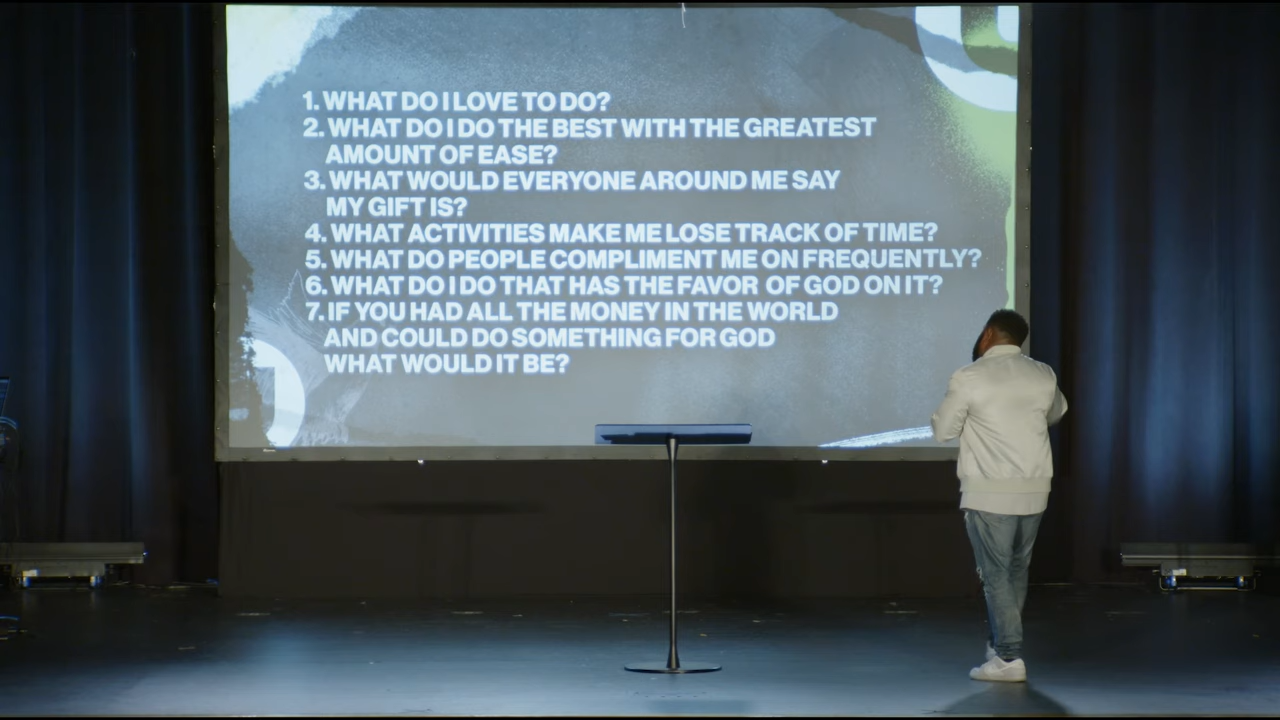 1. WHAT DO I LOVE TO DO?
2. WHAT DO I DO THE BEST WITH THE GREATEST
AMOUNT OF EASE?
3. WHAT WOULD EVERYONE AROUND ME SAY
MY GIFT IS?
4. WHAT ACTIVITIES MAKE ME LOSE TRACK OF TIME?
5. WHAT DO PEOPLE COMPLIMENT ME ON FREQUENTLY?
6. WHAT DO I DO THAT HAS THE FAVOR OF GOD ON IT?
7. IF YOU HAD ALL THE MONEY IN THE WORLD
AND COULD DO SOMETHING FOR GOD
WHAT WOULD IT BE?